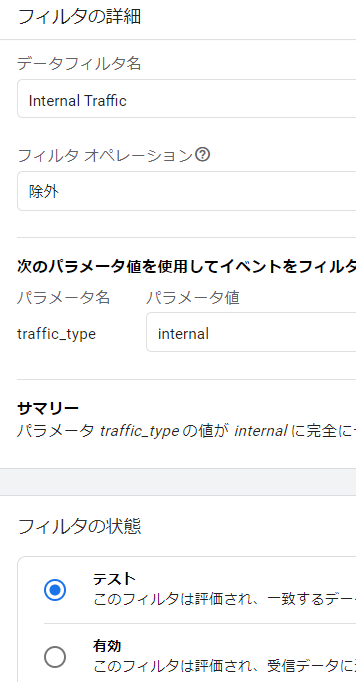 フィルタの詳細
データフィルタ名
Internal Traffic
フィルタ オペレーション
除外
次のパラメータ値を使用してイベントをフィルタ
パラメータ名 パラメータ値
traffic_type internal
サマリー
パラメータ traffic_type の値が internal に完全に
フィルタの状態
テスト
このフィルタは評価され、一致するデー
有効
このフィルタは評価され、受信データに